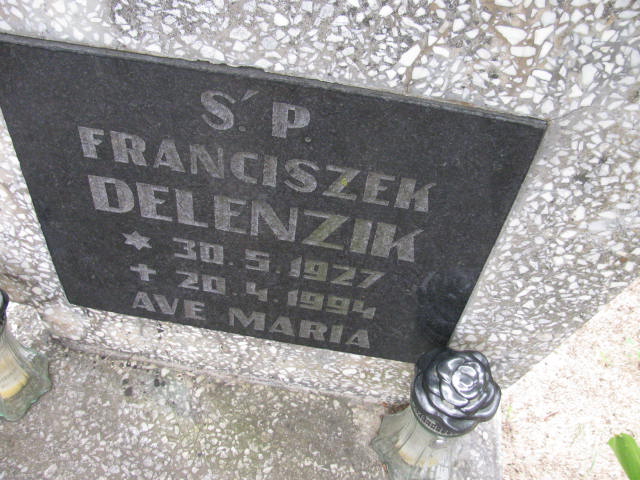 Ś.P.
FRANCISZEK
DELENZIK
* 30.5.1927
+ 20.4.1994
AVE MARIA